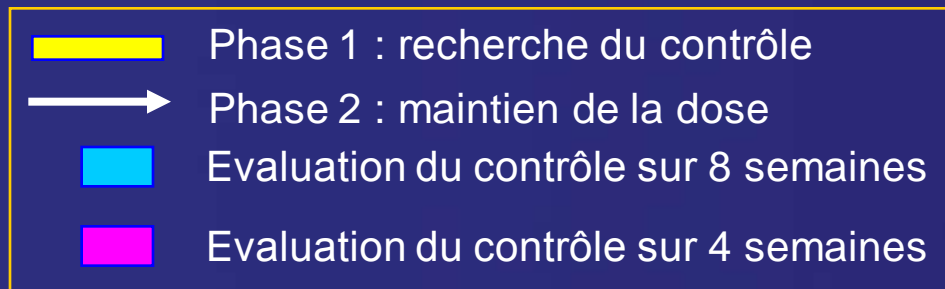 Phase 1 : recherche du contrôle
Phase 2 : maintien de la dose
Evaluation du contrôle sur 8 semaines
Evaluation du contrôle sur 4 semaines